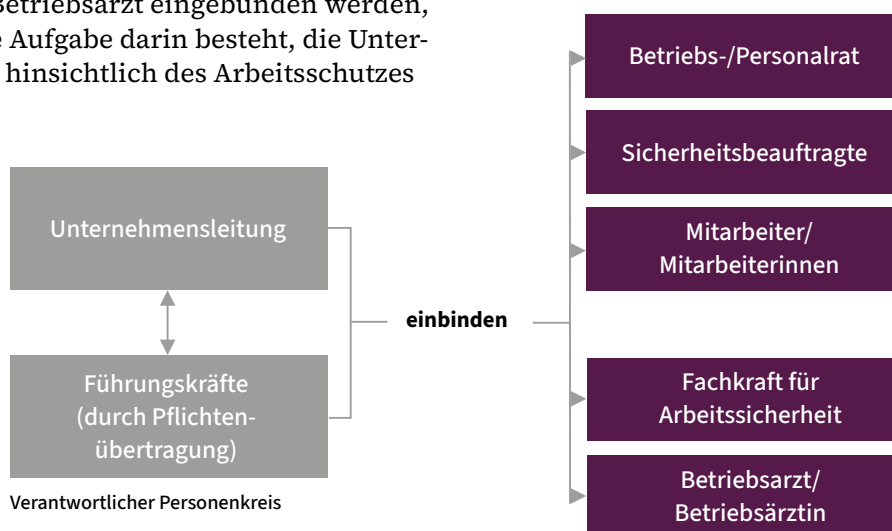 Betriebsarzt eingebunden werden,
Aufgabe darin besteht, die Unter-
hinsichtlich des Arbeitsschutzes
Betriebs-/Personalrat
Sicherheitsbeauftragte
Mitarbeiter/
Mitarbeiterinnen
Unternehmensleitung
einbinden
Führungskräfte
(durch Pflichten-
übertragung)
Fachkraft für
Arbeitssicherheit
Betriebsarzt/
Betriebsärztin
Verantwortlicher Personenkreis